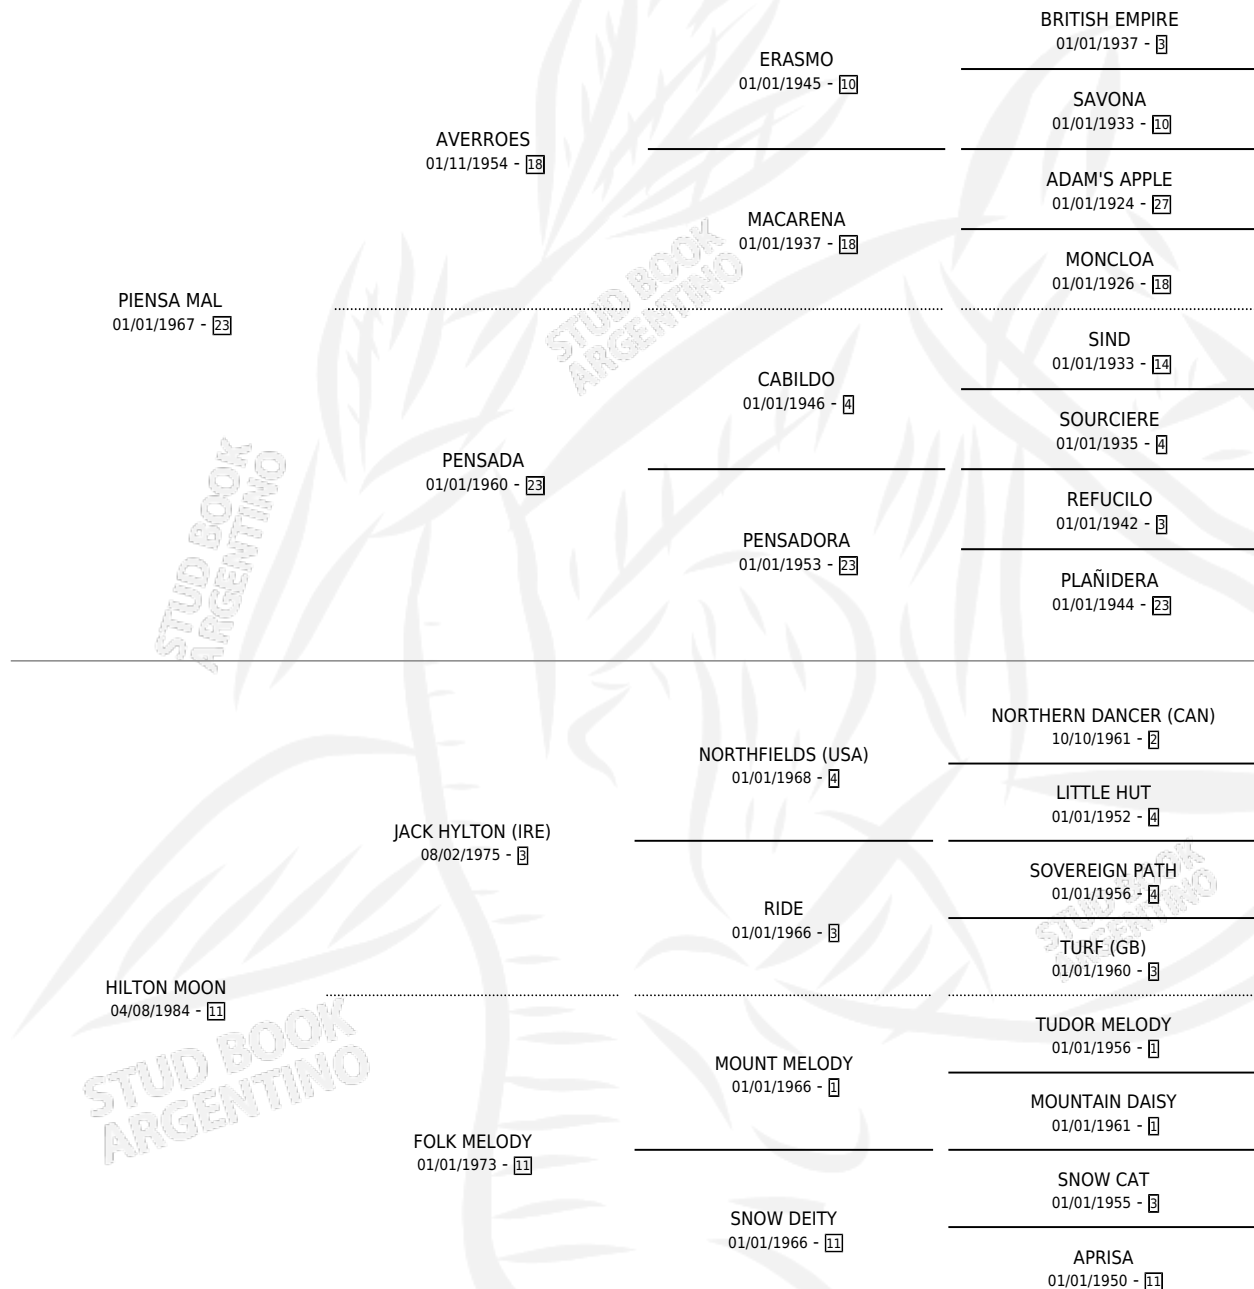 BRITISH EMPIRE
01/01/1937 - 3
ERASMO
01/01/1945 - 10
SAVONA
01/01/1933 - 10
AVERROES
01/11/1954 - 18
ADAM'S APPLE
01/01/1924 - 27
MACARENA
01/01/1937 - 18
MONCLOA
01/01/1926 - 18
PIENSA MAL
01/01/1967 - 23
SIND
01/01/1933 - 14
CABILDO
01/01/1946 - 4
SOURCIERE
01/01/1935 - 4
PENSADA
01/01/1960 - 23
REFUCILO
01/01/1942 - 3
PENSADORA
01/01/1953 - 23
PLAÑIDERA
01/01/1944 - 23
STUD BOOK
ARGENTINO
STUD BOOK
ARGENTINO
NORTHERN DANCER (CAN)
10/10/1961 - 2
NORTHFIELDS (USA)
01/01/1968 - 4
LITTLE HUT
01/01/1952 - 4
JACK HYLTON (IRE)
08/02/1975 - 3
SOVEREIGN PATH
01/01/1956 - 4
RIDE
01/01/1966 - 3
TURF (GB)
01/01/1960 - 3
HILTON MOON
04/08/1984 - 11
TUDOR MELODY
01/01/1956 - 1
MOUNT MELODY
01/01/1966 - 1
MOUNTAIN DAISY
01/01/1961 - 1
FOLK MELODY
01/01/1973 - 11
SNOW CAT
01/01/1955 - 3
SNOW DEITY
01/01/1966 - 11
APRISA
01/01/1950 - 11
STUD BOOK
ARGENTINO
STUD BOOK
ARGENTINO